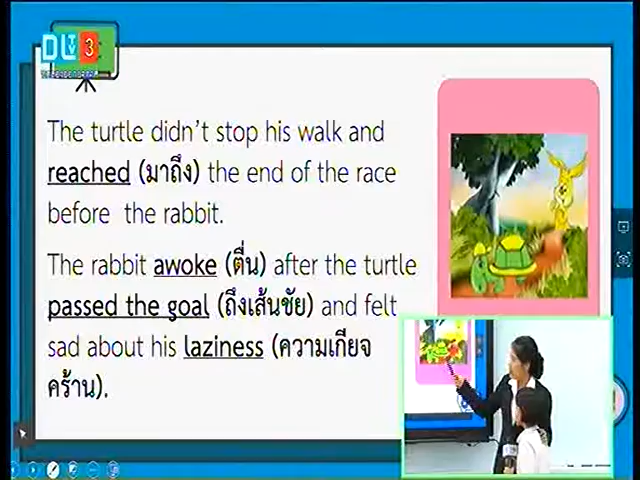 DLTV 3
The turtle didn't stop his walk and
reached (มาถึง) the end of the race
before the rabbit.
The rabbit awoke (ตื่น) after the turtle
passed the goal (ถึงเส้นชัย) and felt
sad about his laziness (ความเกียจ
คร้าน).